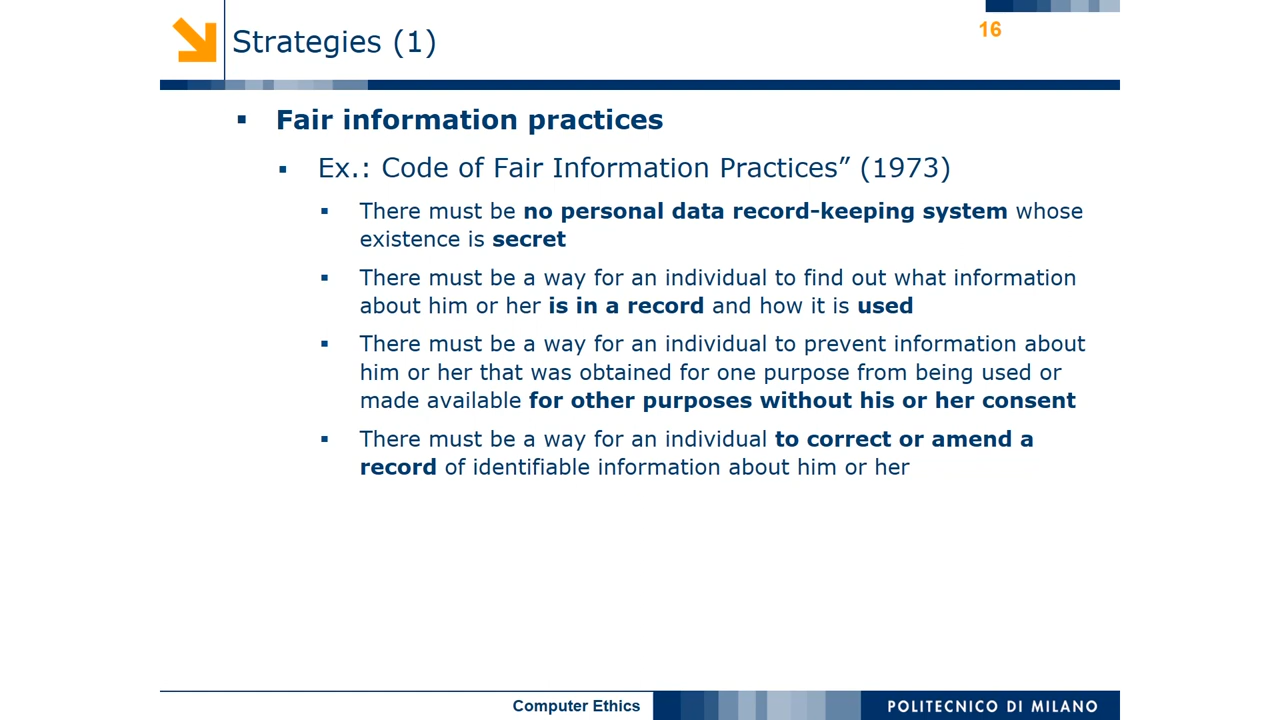 16
Strategies (1)
Fair information practices
Ex.: Code of Fair Information Practices” (1973)
There must be no personal data record-keeping system whose
existence is secret
There must be a way for an individual to find out what information
about him or her is in a record and how it is used
There must be a way for an individual to prevent information about
him or her that was obtained for one purpose from being used or
made available for other purposes without his or her consent
There must be a way for an individual to correct or amend a
record of identifiable information about him or her
Computer Ethics
POLITECNICO DI MILANO